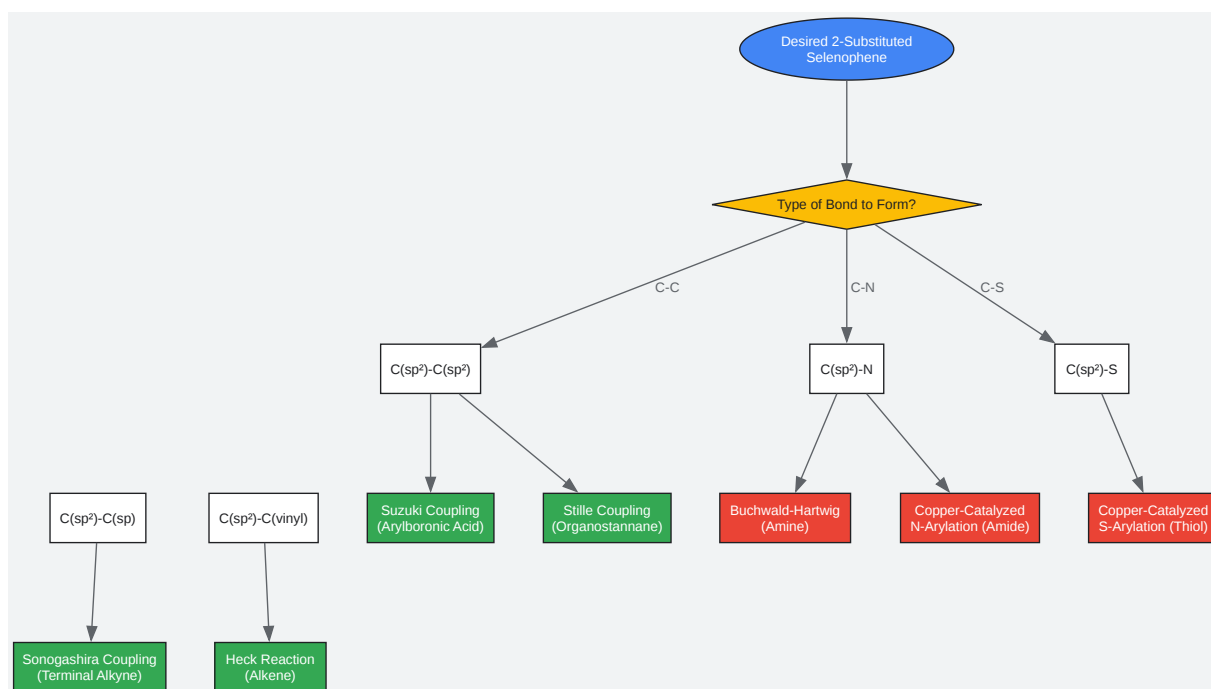 Desired 2-Substituted
Selenophene
Type of Bond to Form?
C-C
C-N
C-S
C(sp²)-C(sp²)
C(sp²)-N
C(sp²)-S
C(sp²)-C(sp)
C(sp²)-C(vinyl)
Suzuki Coupling
(Arylboronic Acid)
Stille Coupling
(Organostannane)
Buchwald-Hartwig
(Amine)
Copper-Catalyzed
N-Arylation (Amide)
Copper-Catalyzed
S-Arylation (Thiol)
Sonogashira Coupling
(Terminal Alkyne)
Heck Reaction
(Alkene)